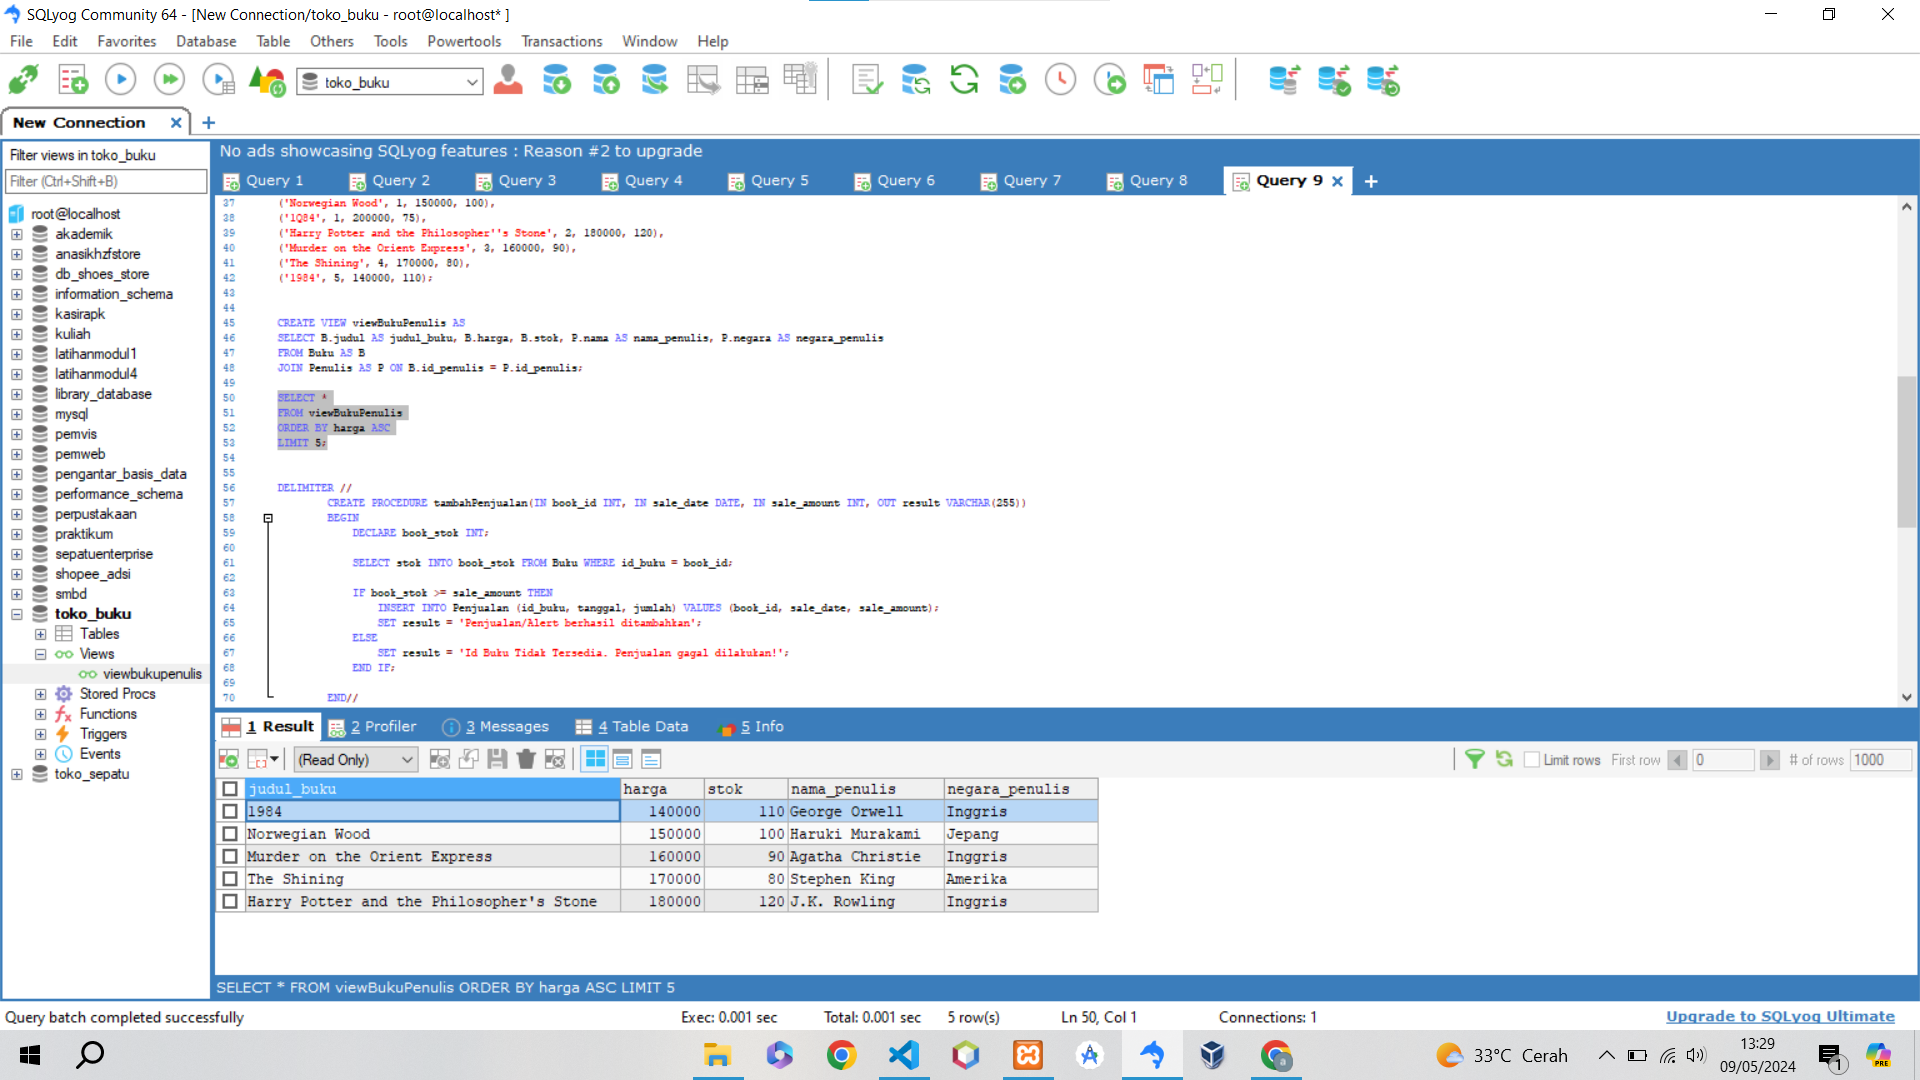 SQLyog Community 64 - [New Connection/toko_buku - root@localhost* ]
File Edit Favorites Database Table Others Tools Powertools Transactions Window Help
toko_buku
New Connection
Filter views in toko_buku
Filter (Ctrl+Shift+B)
root@localhost
akademik
anasikhzfstore
db_shoes_store
information_schema
kasirapk
kuliah
latihanmodul1
latihanmodul4
library_database
mysql
pemvis
pemweb
pengantar_basis_data
performance_schema
perpustakaan
praktikum
sepatuenterprise
shopee_adsi
smbd
toko_buku
Tables
Views
viewbukupenulis
Stored Procs
Functions
Triggers
Events
toko_sepatu
No ads showcasing SQLyog features : Reason #2 to upgrade
Query 1 Query 2 Query 3 Query 4 Query 5 Query 6 Query 7 Query 8 Query 9
37 ('Norwegian Wood', 1, 150000, 100),
38 ('1Q84', 1, 200000, 75),
39 ('Harry Potter and the Philosopher''s Stone', 2, 180000, 120),
40 ('Murder on the Orient Express', 3, 160000, 90),
41 ('The Shining', 4, 170000, 80),
42 ('1984', 5, 140000, 110);
43
44
45 CREATE VIEW viewBukuPenulis AS
46 SELECT B.judul AS judul_buku, B.harga, B.stok, P.nama AS nama_penulis, P.negara AS negara_penulis
47 FROM Buku AS B
48 JOIN Penulis AS P ON B.id_penulis = P.id_penulis;
49
50 SELECT *
51 FROM viewBukuPenulis
52 ORDER BY harga ASC
53 LIMIT 5;
54
55
56 DELIMITER //
57 CREATE PROCEDURE tambahPenjualan(IN book_id INT, IN sale_date DATE, IN sale_amount INT, OUT result VARCHAR(255))
58 BEGIN
59 DECLARE book_stok INT;
60
61 SELECT stok INTO book_stok FROM Buku WHERE id_buku = book_id;
62
63 IF book_stok >= sale_amount THEN
64 INSERT INTO Penjualan (id_buku, tanggal, jumlah) VALUES (book_id, sale_date, sale_amount);
65 SET result = 'Penjualan/Alert berhasil ditambahkan';
66 ELSE
67 SET result = 'Id Buku Tidak Tersedia. Penjualan gagal dilakukan!';
68 END IF;
69
70 END//
1 Result 2 Profiler 3 Messages 4 Table Data 5 Info
(Read Only) Limit rows First row 0 # of rows 1000
judul_buku harga stok nama_penulis negara_penulis
1984 140000 110 George Orwell Inggris
Norwegian Wood 150000 100 Haruki Murakami Jepang
Murder on the Orient Express 160000 90 Agatha Christie Inggris
The Shining 170000 80 Stephen King Amerika
Harry Potter and the Philosopher's Stone 180000 120 J.K. Rowling Inggris
SELECT * FROM viewBukuPenulis ORDER BY harga ASC LIMIT 5
Query batch completed successfully Exec: 0.001 sec Total: 0.001 sec 5 row(s) Ln 50, Col 1 Connections: 1 Upgrade to SQLyog Ultimate
33°C Cerah
13:29
09/05/2024
1
PRE